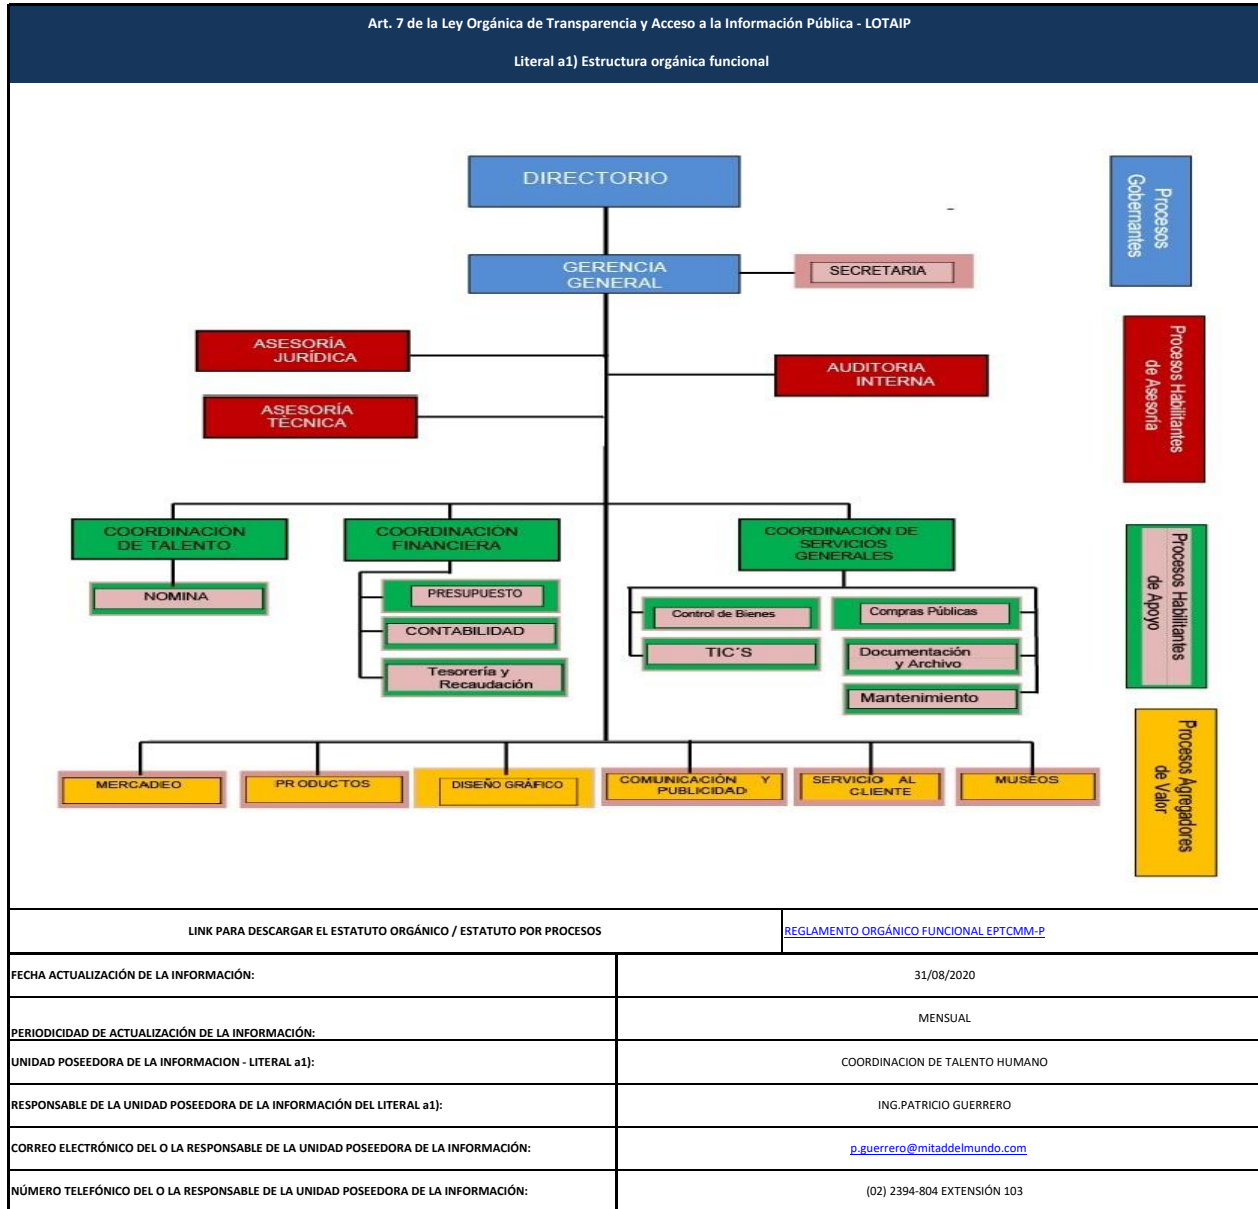 Art. 7 de la Ley Orgánica de Transparencia y Acceso a la Información Pública - LOTAIP
Literal a1) Estructura orgánica funcional
DIRECTORIO
Procesos
Gobernantes
GERENCIA
GENERAL
SECRETARIA
ASESORÍA
JURÍDICA
AUDITORIA
INTERNA
ASESORÍA
TÈCNICA
Procesos Habilitantes
de Asesoría
COORDINACIÓN
DE TALENTO
COORDINACIÓN
FINANCIERA
COORDINACIÓN DE
SERVICIOS
GENERALES
Procesos Habilitantes
de Apoyo
NOMINA
PRESUPUESTO
CONTABILIDAD
Tesorería y
Recaudación
Control de Bienes
TIC´S
Compras Públicas
Documentación
y Archivo
Mantenimiento
MERCADEO
PRODUCTOS
DISEÑO GRÁFICO
COMUNICACIÓN Y
PUBLICIDAD
SERVICIO AL
CLIENTE
MUSEOS
Procesos Agregadores
de Valor
LINK PARA DESCARGAR EL ESTATUTO ORGÁNICO / ESTATUTO POR PROCESOS
REGLAMENTO ORGÁNICO FUNCIONAL EPTCMM-P
FECHA ACTUALIZACIÓN DE LA INFORMACIÓN:
31/08/2020
PERIODICIDAD DE ACTUALIZACIÓN DE LA INFORMACIÓN:
MENSUAL
UNIDAD POSEEDORA DE LA INFORMACION - LITERAL a1):
COORDINACION DE TALENTO HUMANO
RESPONSABLE DE LA UNIDAD POSEEDORA DE LA INFORMACIÓN DEL LITERAL a1):
ING.PATRICIO GUERRERO
CORREO ELECTRÓNICO DEL O LA RESPONSABLE DE LA UNIDAD POSEEDORA DE LA INFORMACIÓN:
p.guerrero@mitaddelmundo.com
NÚMERO TELEFÓNICO DEL O LA RESPONSABLE DE LA UNIDAD POSEEDORA DE LA INFORMACIÓN:
(02) 2394-804 EXTENSIÓN 103